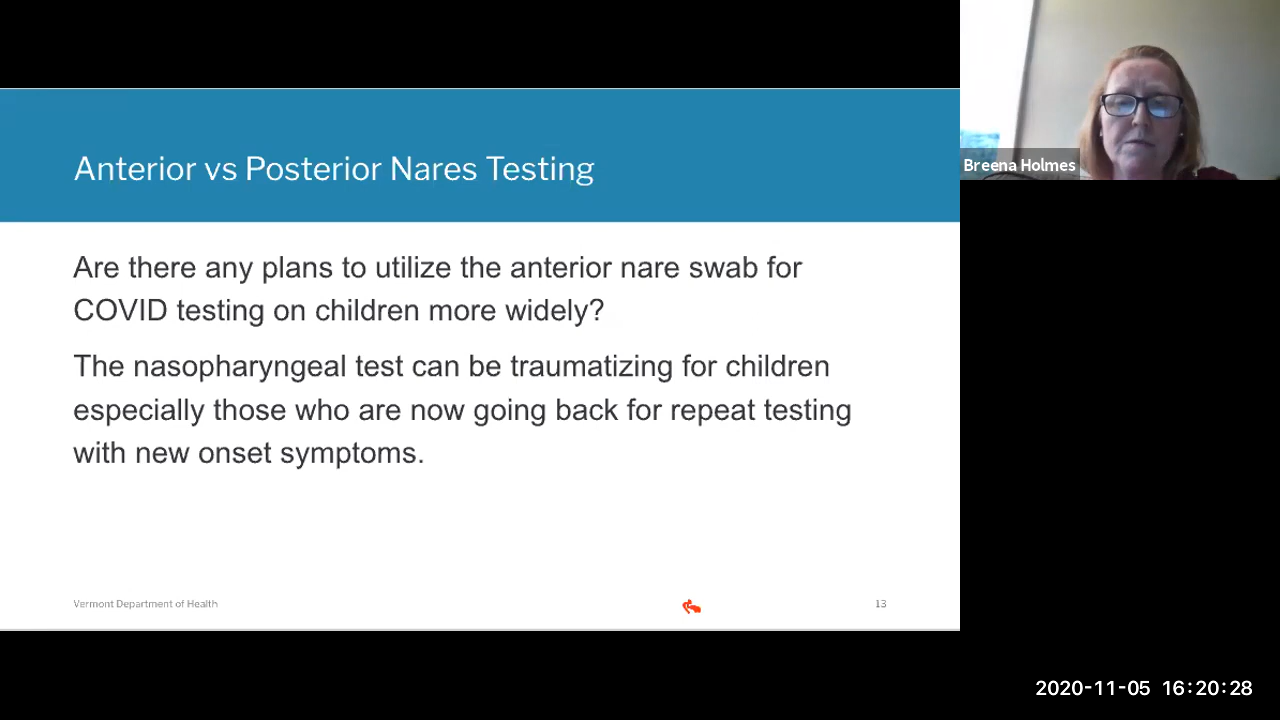 Anterior vs Posterior Nares Testing
Breena Holmes
Are there any plans to utilize the anterior nare swab for
COVID testing on children more widely?
The nasopharyngeal test can be traumatizing for children
especially those who are now going back for repeat testing
with new onset symptoms.
Vermont Department of Health
13
2020-11-05 16:20:28